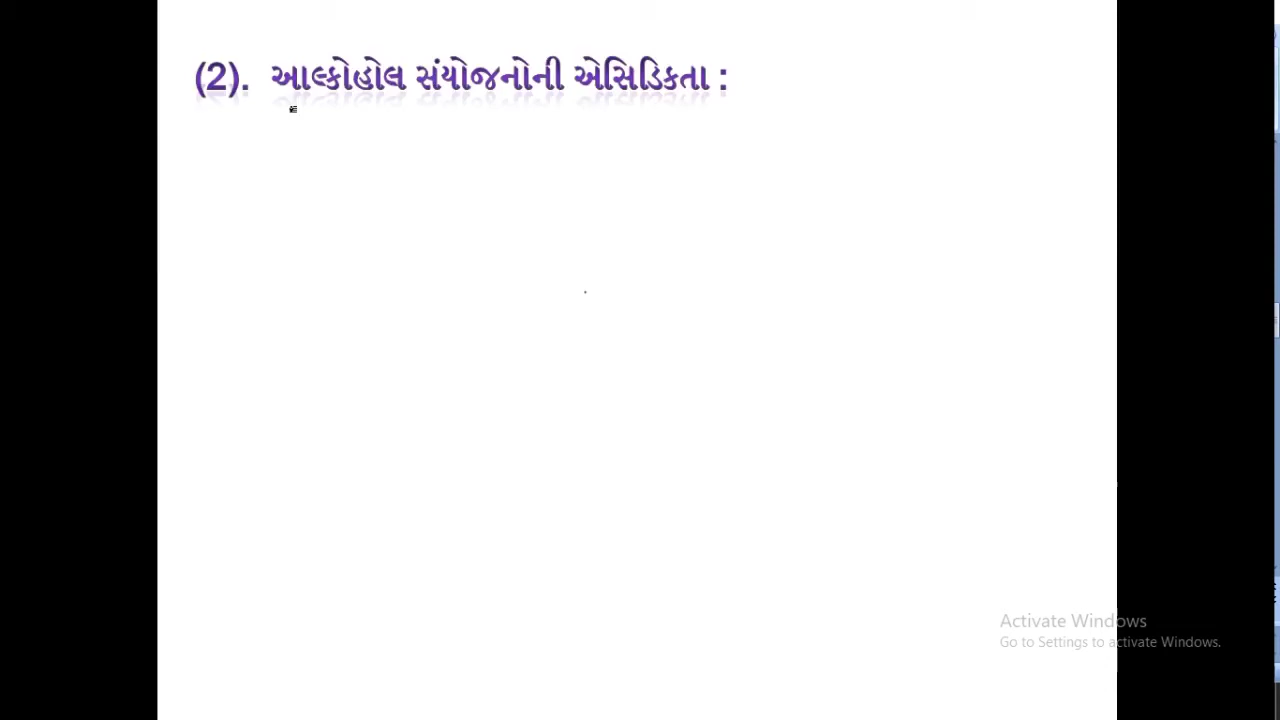 (2). આલ્કોહોલ સંયોજનોની એસિડિકતા :
Activate Windows
Go to Settings to activate Windows.